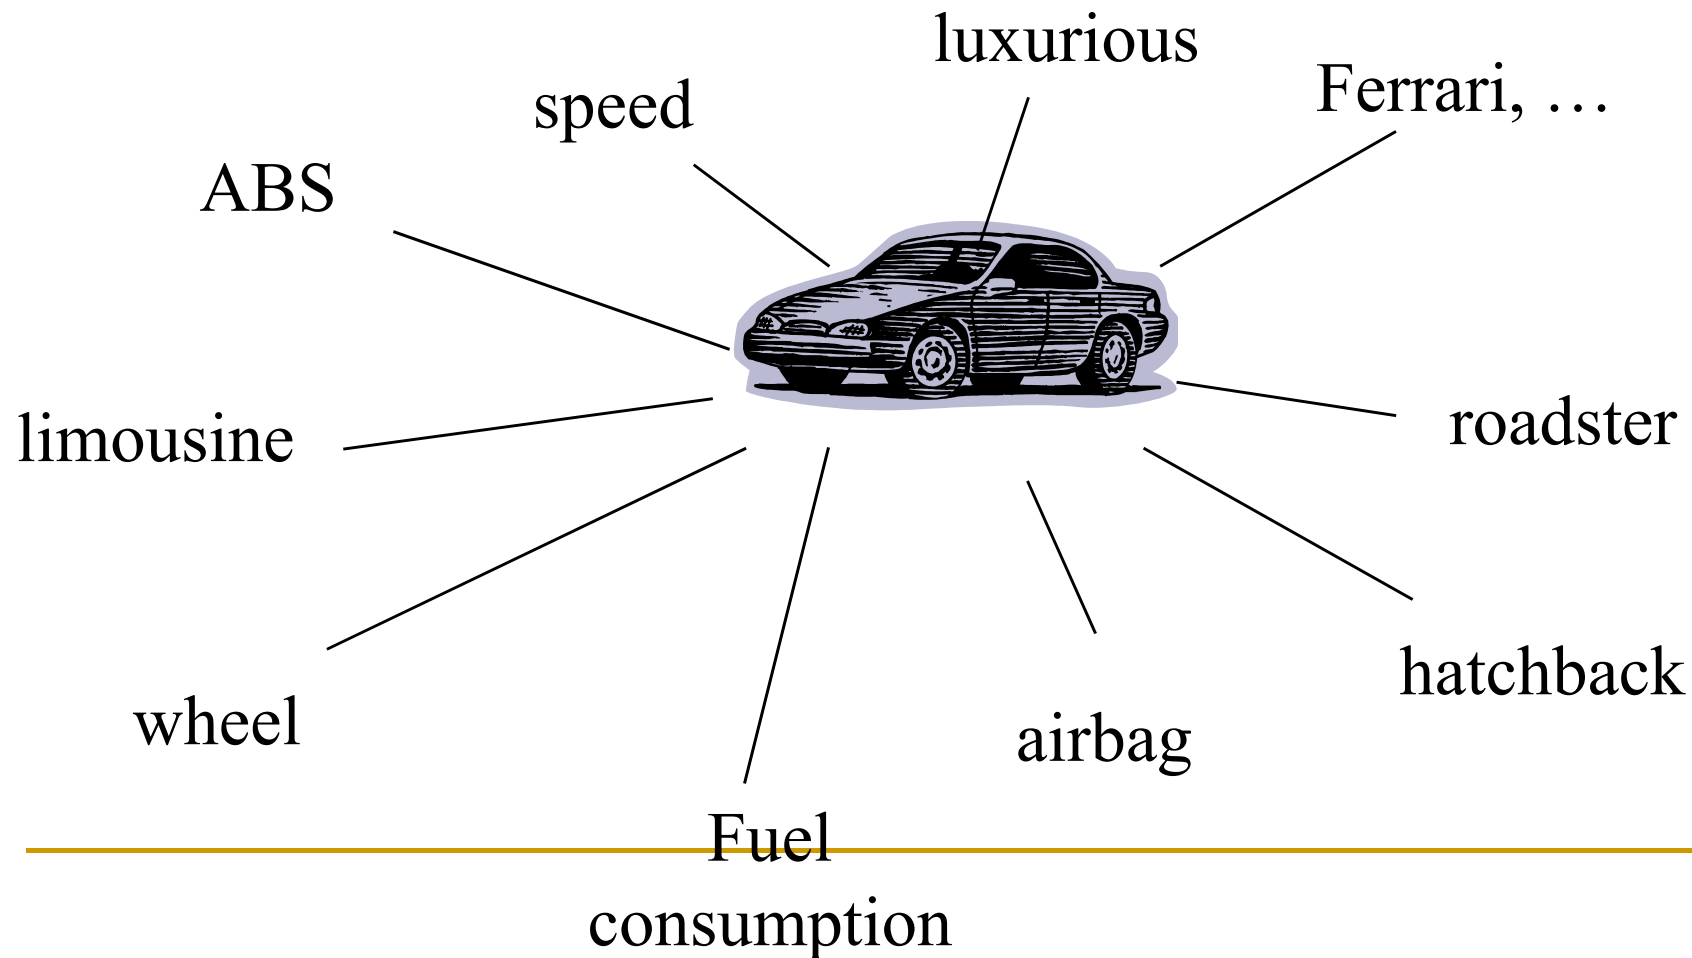 luxurious
Ferrari, …
speed
ABS
limousine
roadster
hatchback
wheel
airbag
Fuel
consumption